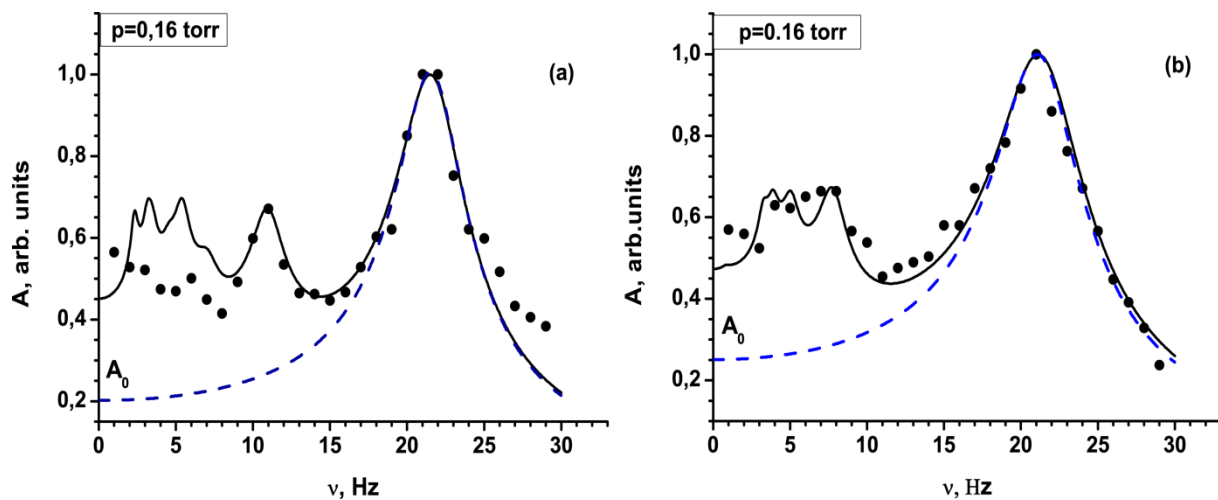 p=0,16 torr
(a)
A, arb. units
1,0
0,8
0,6
0,4
0,2
A0
0 5 10 15 20 25 30
ν, Hz
p=0.16 torr
(b)
A, arb.units
1,0
0,8
0,6
0,4
0,2
A0
0 5 10 15 20 25 30
ν, Hz